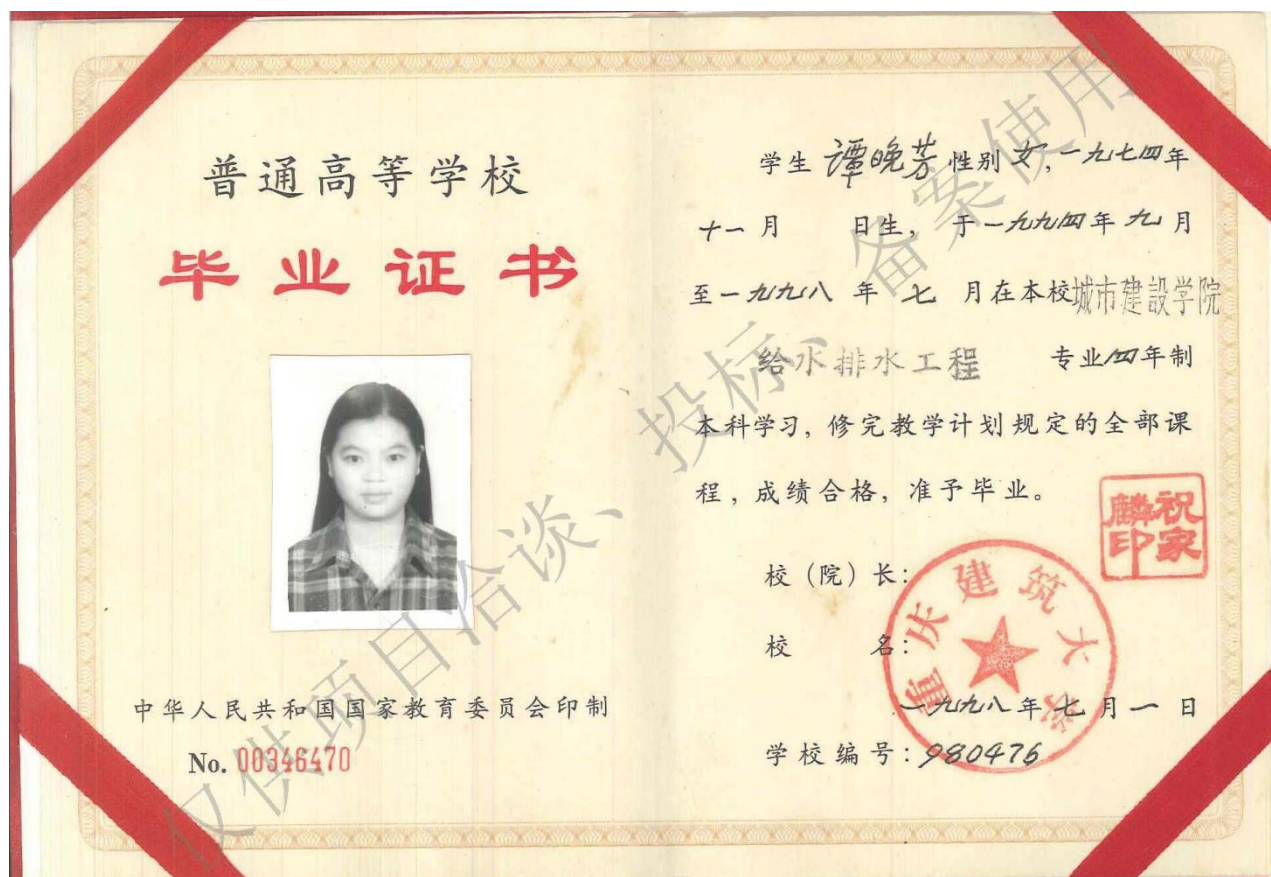 普通高等学校
毕业证书
中华人民共和国国家教育委员会印制
No. 00346470
学生 谭晚芳 性别 女, 一九七四年
十一月 日生, 于一九九四年九月
至一九九八年七月在本校城市建設学院
给水排水工程 专业四年制
本科学习, 修完教学计划规定的全部课
程, 成绩合格, 准予毕业。
祝家麟印
校(院)长:
校 名:
重庆建筑大学
一九九八年七月一日
学校编号: 980476
仅供项目洽谈、投标、备案使用